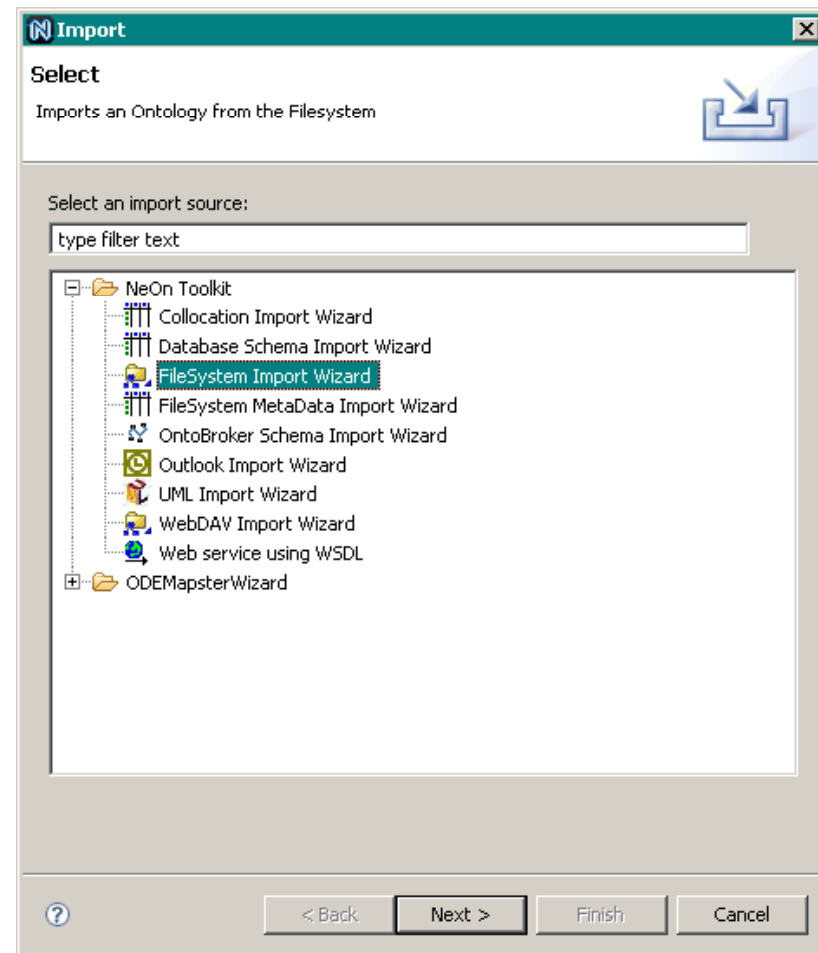 Import
Select
Imports an Ontology from the Filesystem
Select an import source:
type filter text
NeOn Toolkit
Collocation Import Wizard
Database Schema Import Wizard
FileSystem Import Wizard
FileSystem MetaData Import Wizard
OntoBroker Schema Import Wizard
Outlook Import Wizard
UML Import Wizard
WebDAV Import Wizard
Web service using WSDL
ODEMapsterWizard
< Back Next > Finish Cancel